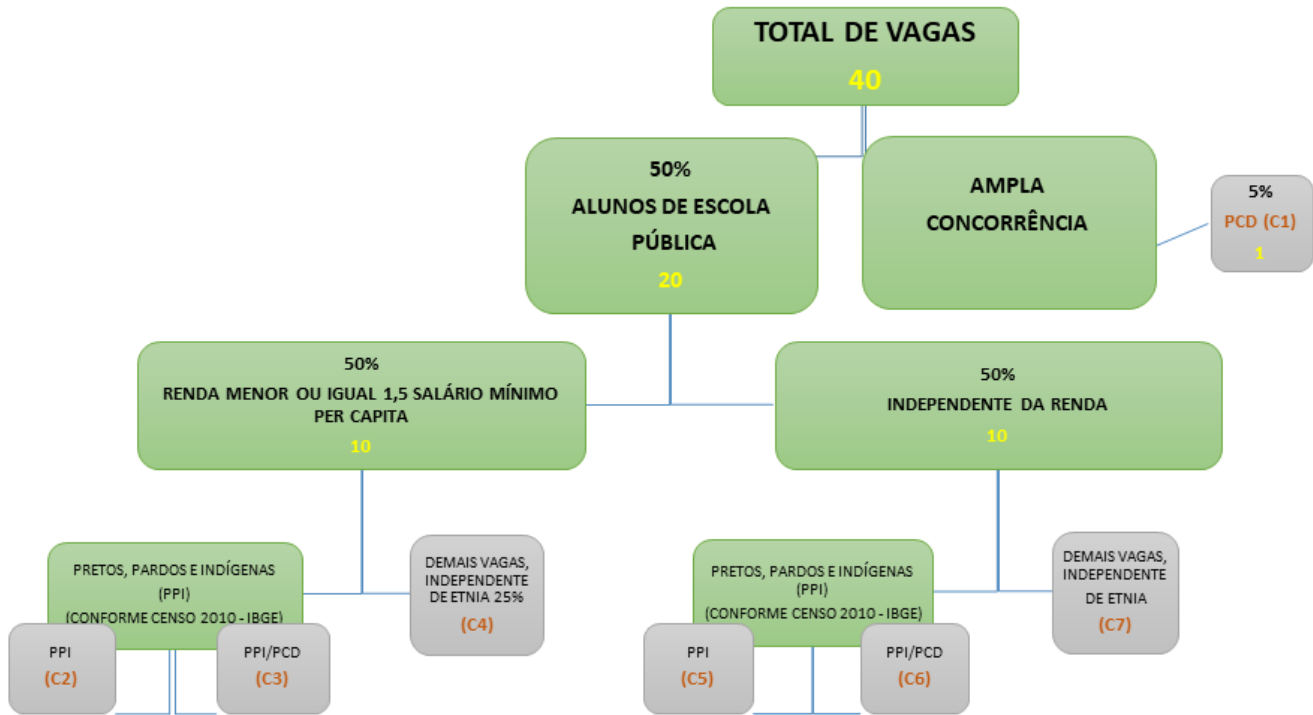 TOTAL DE VAGAS
40
50%
ALUNOS DE ESCOLA
PÚBLICA
20
AMPLA
CONCORRÊNCIA
5%
PCD (C1)
1
50%
RENDA MENOR OU IGUAL 1,5 SALÁRIO MÍNIMO
PER CAPITA
10
50%
INDEPENDENTE DA RENDA
10
PRETOS, PARDOS E INDÍGENAS
(PPI)
(CONFORME CENSO 2010 - IBGE)
DEMAIS VAGAS,
INDEPENDENTE
DE ETNIA 25%
(C4)
PPI
(C2)
PPI/PCD
(C3)
PRETOS, PARDOS E INDÍGENAS
(PPI)
(CONFORME CENSO 2010 - IBGE)
DEMAIS VAGAS,
INDEPENDENTE
DE ETNIA
(C7)
PPI
(C5)
PPI/PCD
(C6)